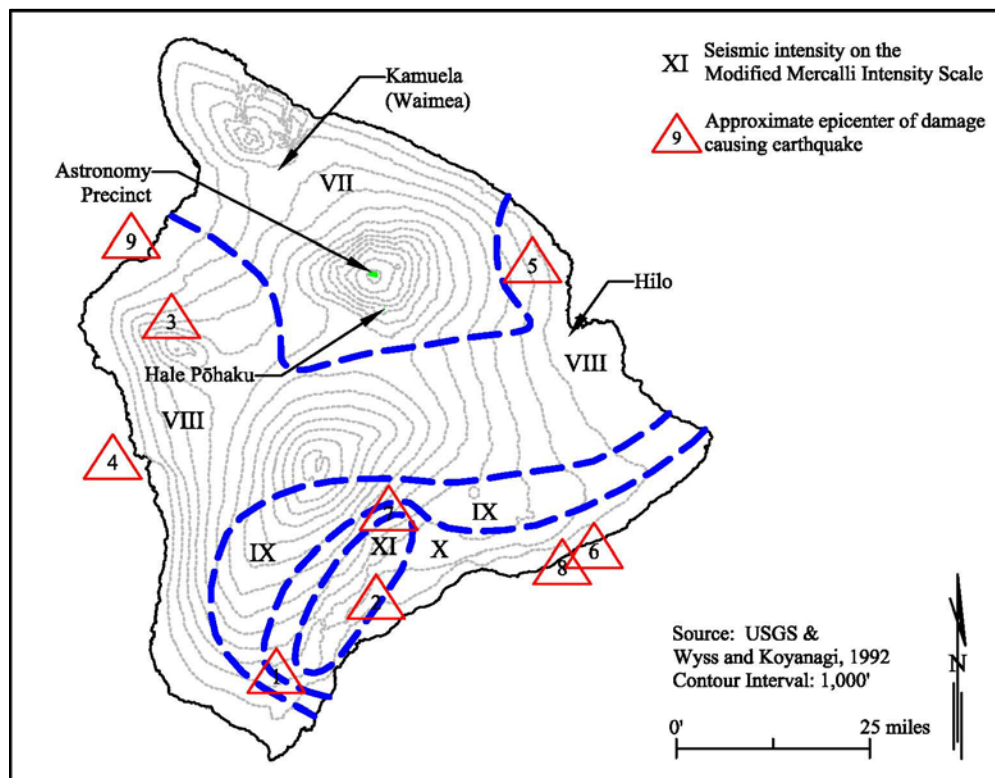 XI Seismic intensity on the
Modified Mercalli Intensity Scale
9 Approximate epicenter of damage
causing earthquake
Kamuela
(Waimea)
Astronomy
Precinct
VII
9
5
Hilo
3
Hale Pōhaku
VIII
VIII
4
7
IX
IX
XI
X
6
8
2
1
Source: USGS &
Wyss and Koyanagi, 1992
Contour Interval: 1,000'
N
0'
25 miles